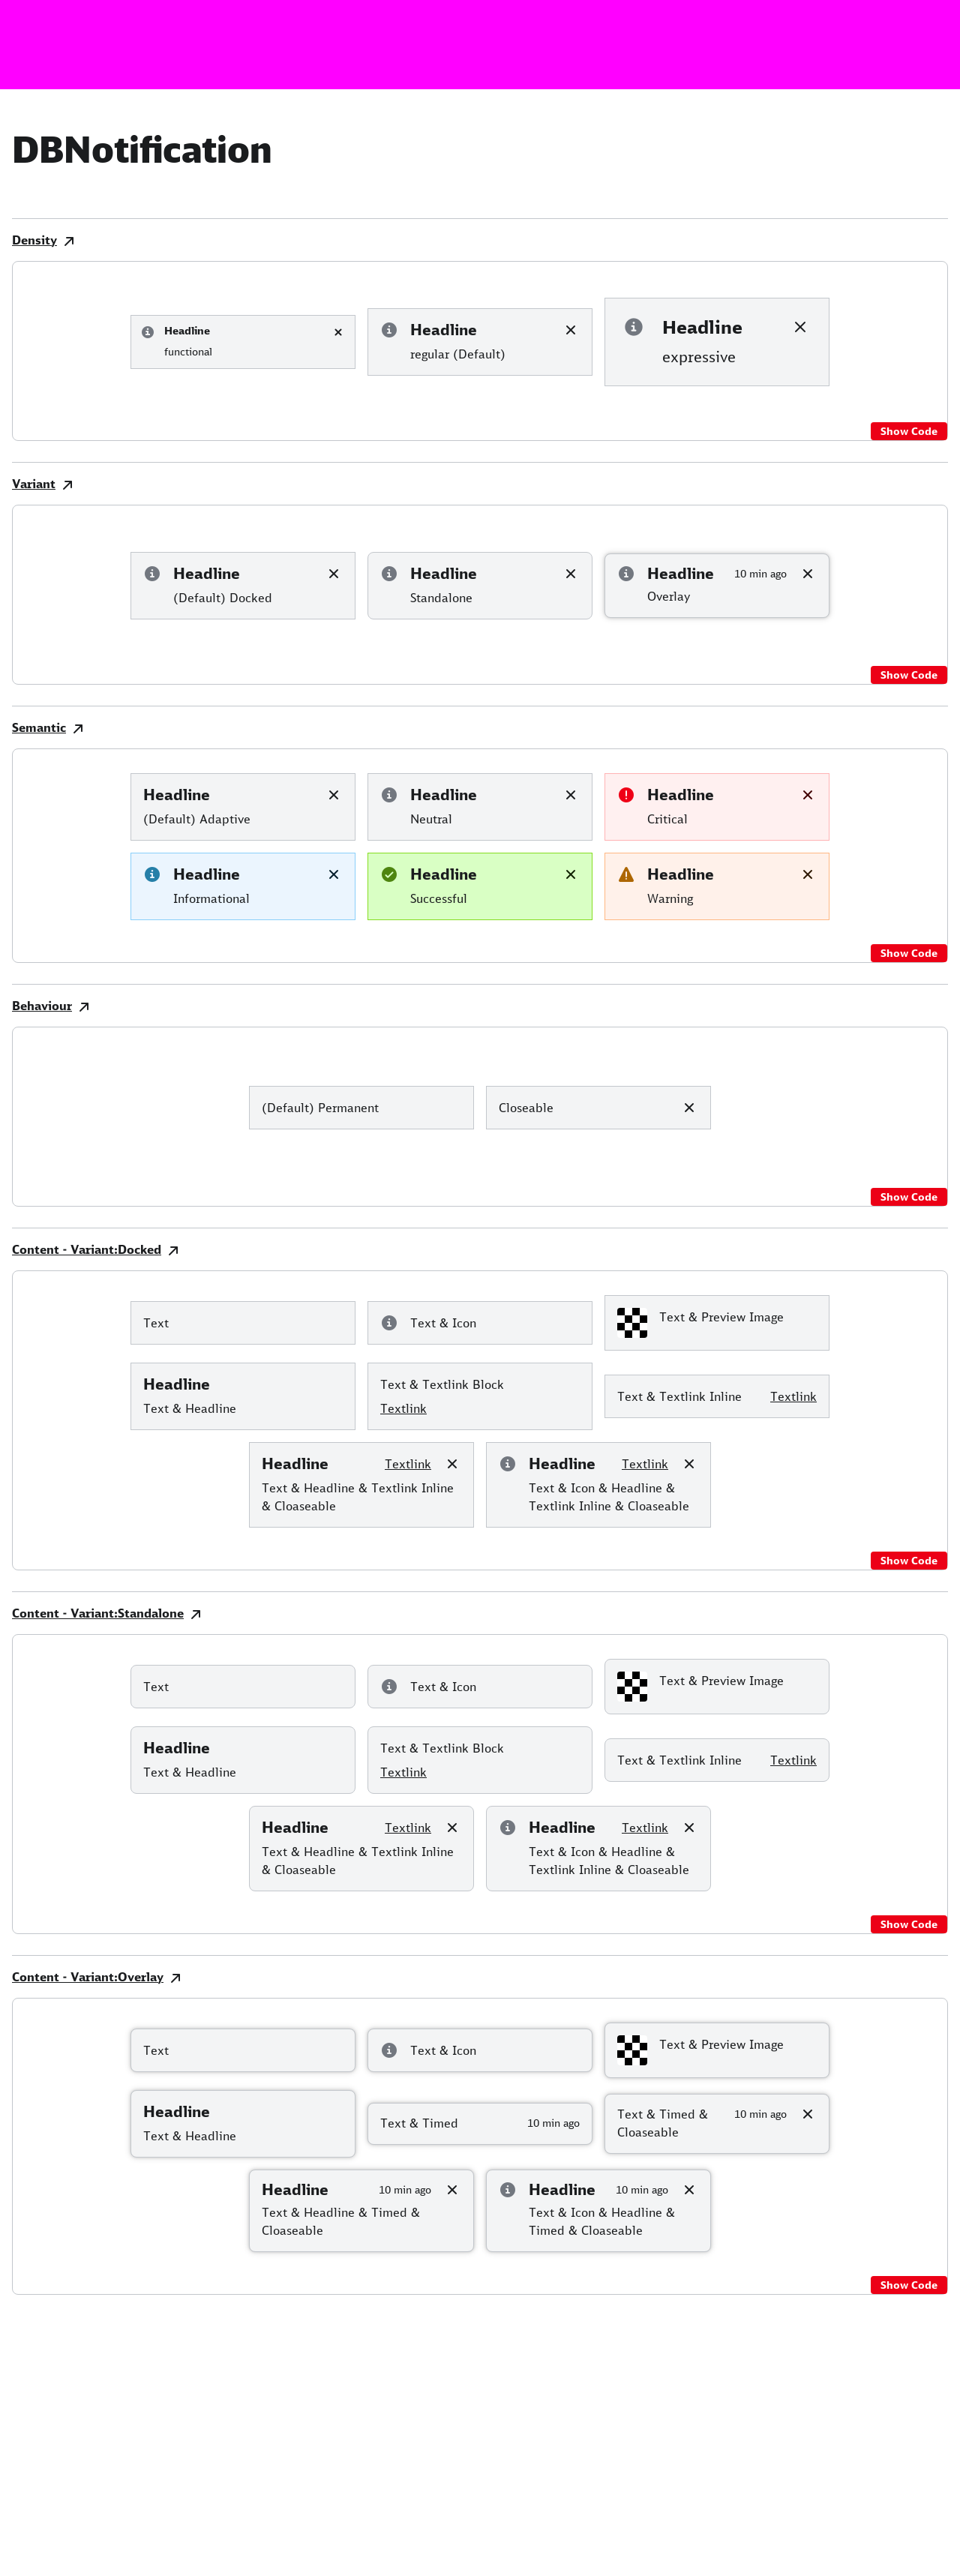 DBNotification
Density
Headline
functional
Headline
regular (Default)
Headline
expressive
Show Code
Variant
Headline
(Default) Docked
Headline
Standalone
Headline 10 min ago
Overlay
Show Code
Semantic
Headline
(Default) Adaptive
Headline
Neutral
Headline
Critical
Headline
Informational
Headline
Successful
Headline
Warning
Show Code
Behaviour
(Default) Permanent
Closeable
Show Code
Content - Variant:Docked
Text
Text & Icon
Text & Preview Image
Headline
Text & Headline
Text & Textlink Block
Textlink
Text & Textlink Inline Textlink
Headline Textlink
Text & Headline & Textlink Inline
& Cloaseable
Headline Textlink
Text & Icon & Headline &
Textlink Inline & Cloaseable
Show Code
Content - Variant:Standalone
Text
Text & Icon
Text & Preview Image
Headline
Text & Headline
Text & Textlink Block
Textlink
Text & Textlink Inline Textlink
Headline Textlink
Text & Headline & Textlink Inline
& Cloaseable
Headline Textlink
Text & Icon & Headline &
Textlink Inline & Cloaseable
Show Code
Content - Variant:Overlay
Text
Text & Icon
Text & Preview Image
Headline
Text & Headline
Text & Timed 10 min ago
Text & Timed & 10 min ago
Cloaseable
Headline 10 min ago
Text & Headline & Timed &
Cloaseable
Headline 10 min ago
Text & Icon & Headline &
Timed & Cloaseable
Show Code